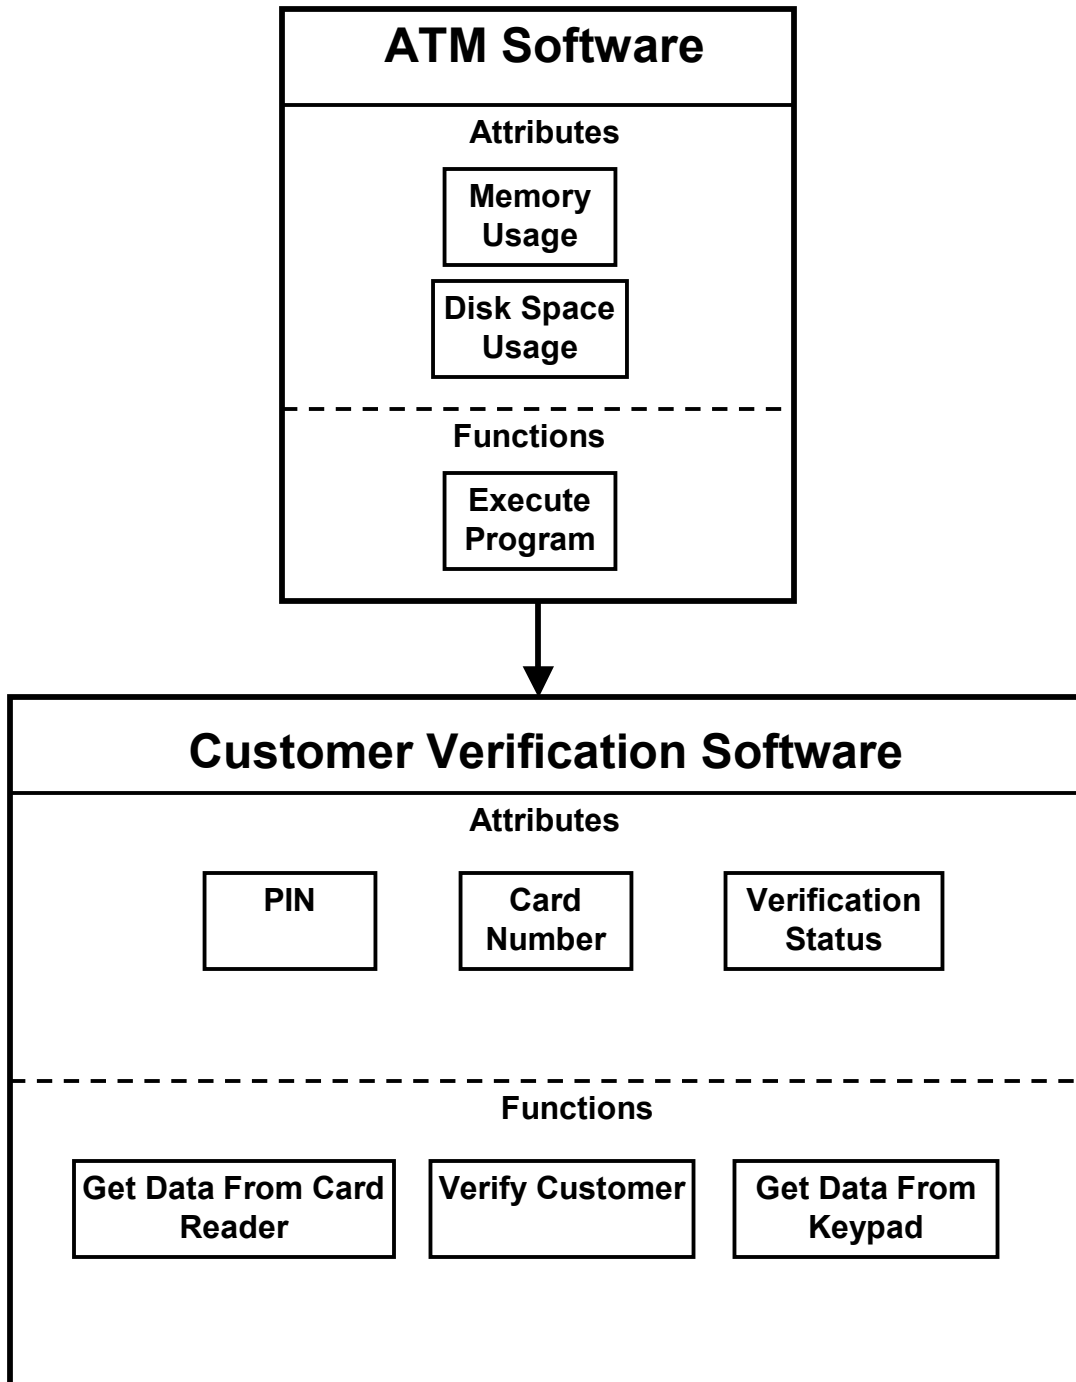 ATM Software
Attributes
Memory
Usage
Disk Space
Usage
Functions
Execute
Program
Customer Verification Software
Attributes
PIN
Card
Number
Verification
Status
Functions
Get Data From Card
Reader
Verify Customer
Get Data From
Keypad